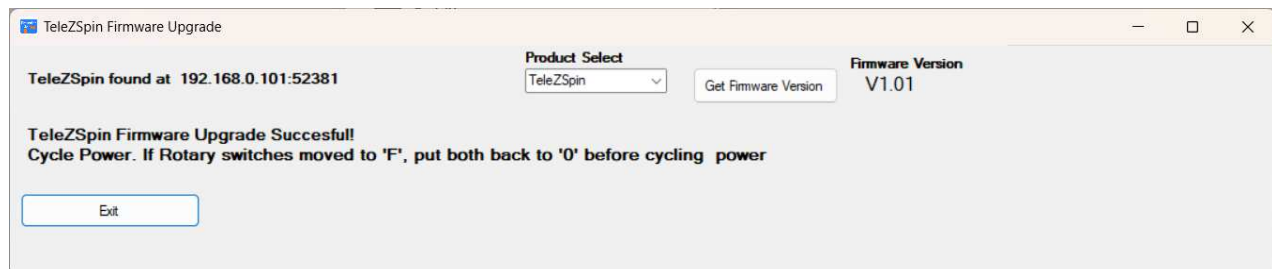 TeleZSpin Firmware Upgrade
Product Select
TeleZSpin found at 192.168.0.101:52381
TeleZSpin
Get Firmware Version
Firmware Version
V1.01
TeleZSpin Firmware Upgrade Succesful!
Cycle Power. If Rotary switches moved to 'F', put both back to '0' before cycling power
Exit